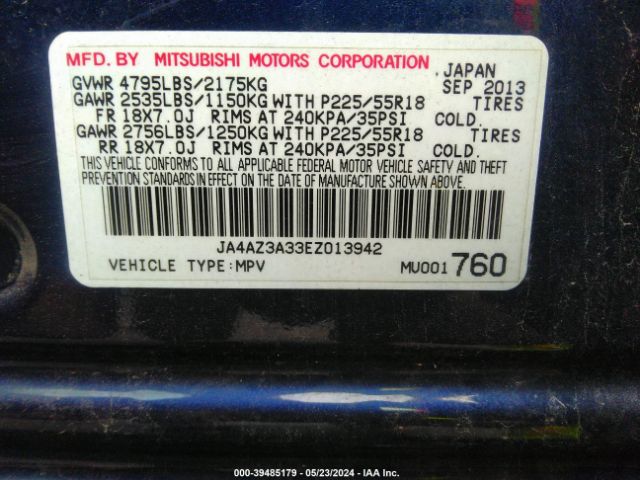 MFD. BY MITSUBISHI MOTORS CORPORATION JAPAN
GVWR 4795LBS/2175KG SEP 2013
GAWR 2535LBS/1150KG WITH P225/55R18 TIRES
FR 18X7.0J RIMS AT 240KPA/35PSI COLD.
GAWR 2756LBS/1250KG WITH P225/55R18 TIRES
RR 18X7.0J RIMS AT 240KPA/35PSI COLD.
THIS VEHICLE CONFORMS TO ALL APPLICABLE FEDERAL MOTOR VEHICLE SAFETY AND THEFT
PREVENTION STANDARDS IN EFFECT ON THE DATE OF MANUFACTURE SHOWN ABOVE.
JA4AZ3A33EZ013942
VEHICLE TYPE:MPV MU001760
000-39485179 - 05/23/2024 - IAA Inc.